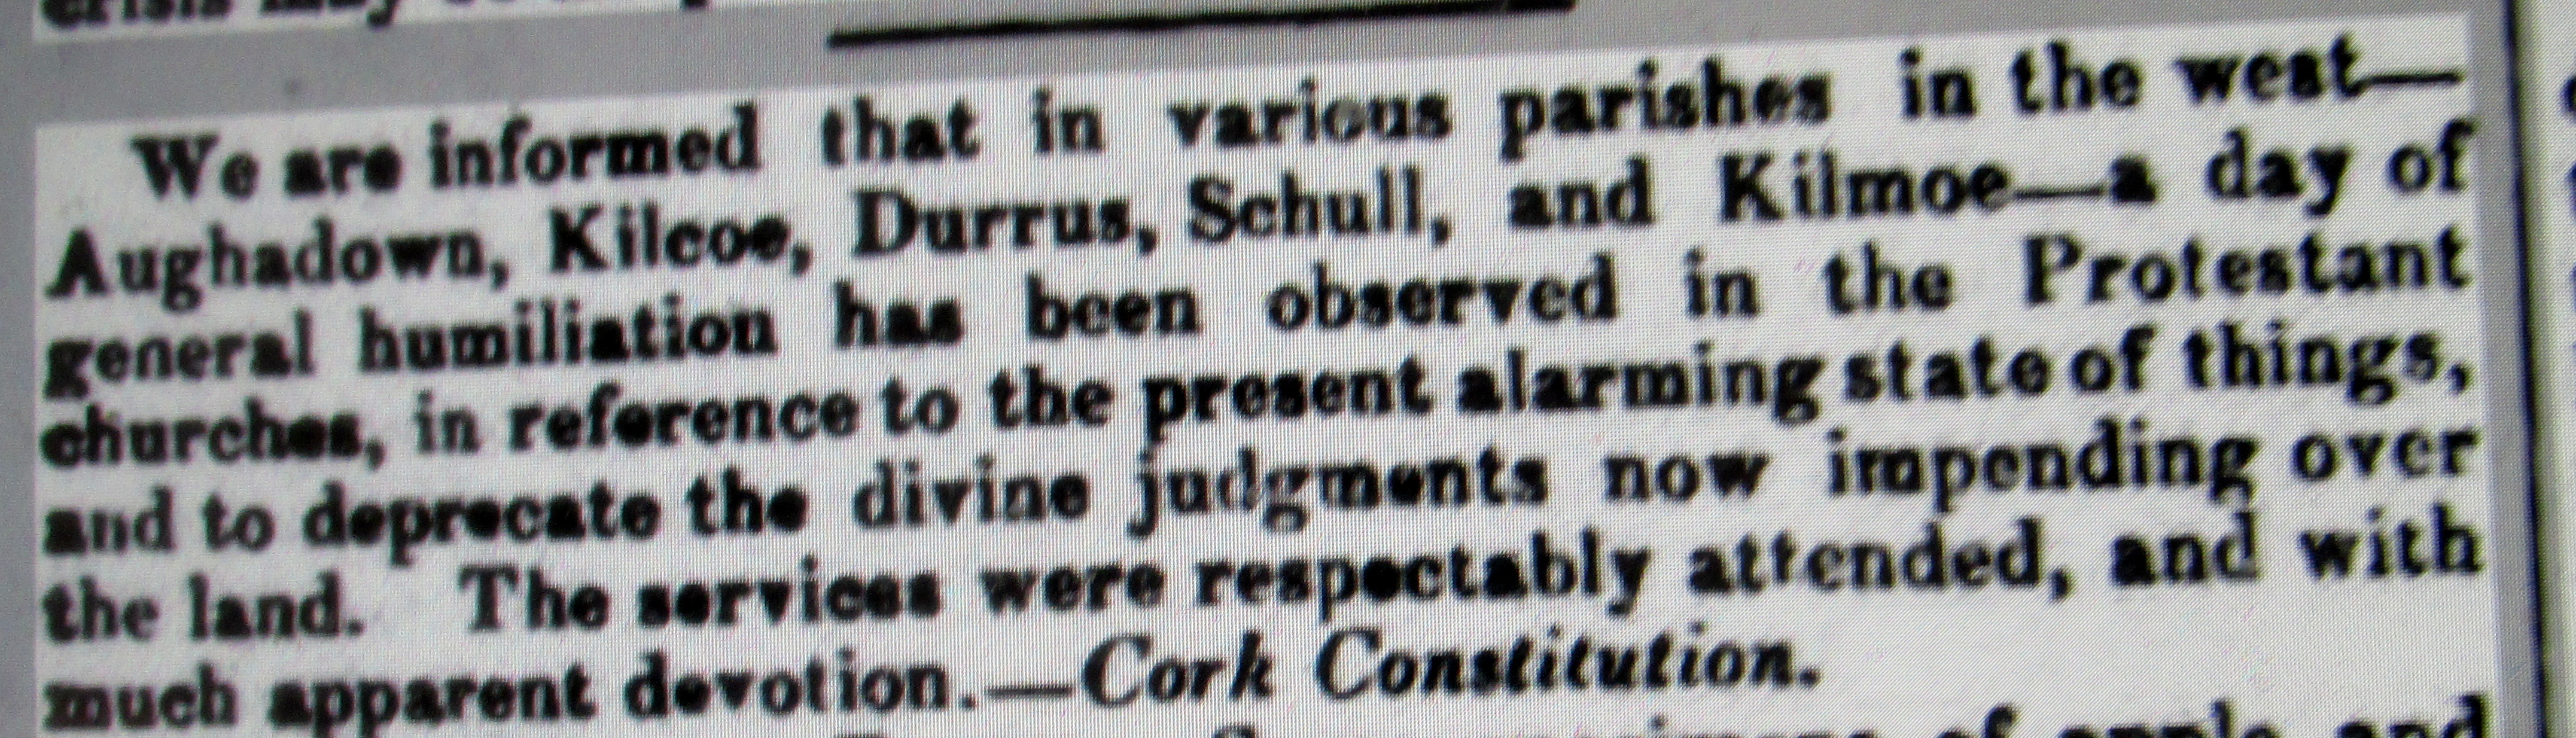 We are informed that in various parishes in the west—
Aughadown, Kilcoe, Durrus, Schull, and Kilmoe—a day of
general humiliation has been observed in the Protestant
churches, in reference to the present alarming state of things,
and to deprecate the divine judgments now impending over
the land. The services were respectably attended, and with
much apparent devotion.—Cork Constitution.
of and